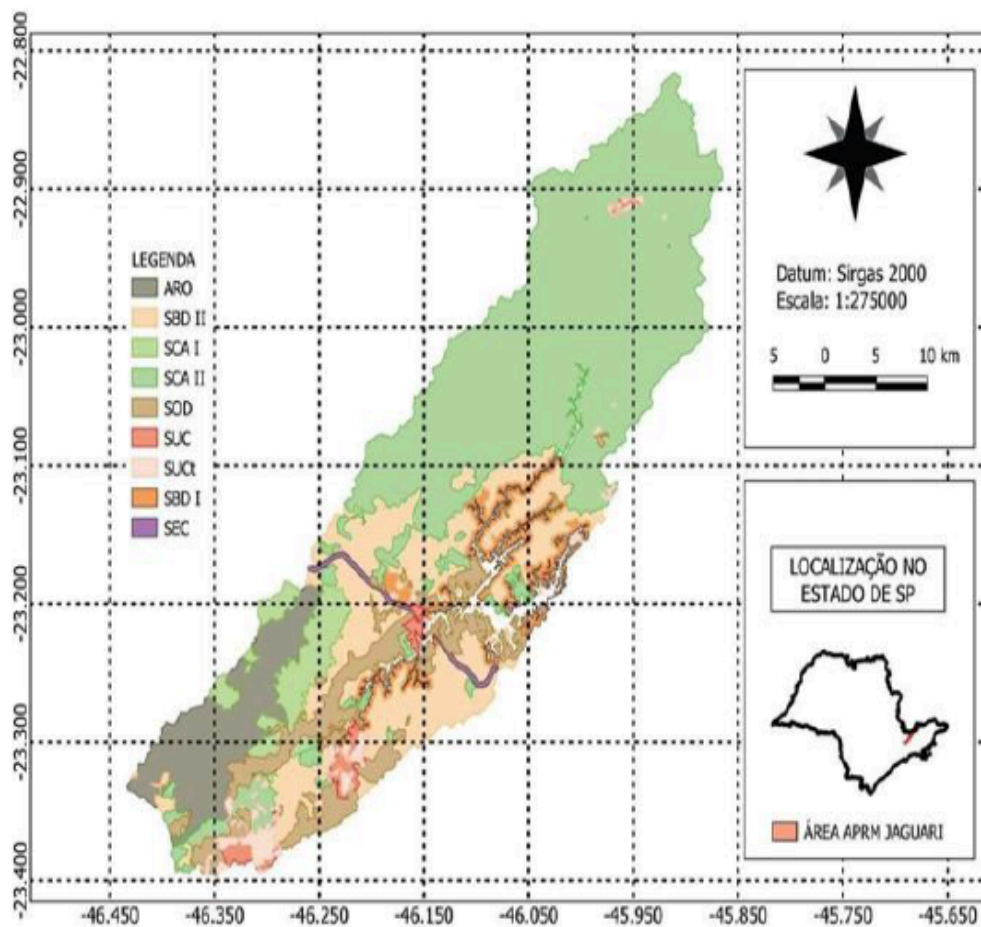 -22.800
-22.900
-23.000
-23.100
-23.200
-23.300
-23.400
LEGENDA
ARO
SBD II
SCA I
SCA II
SOD
SUC
SUCt
SBD I
SEC
Datum: Sirgas 2000
Escala: 1:275000
5 0 5 10 km
LOCALIZAÇÃO NO
ESTADO DE SP
ÁREA APRM JAGUARI
-46.450 -46.350 -46.250 -46.150 -46.050 -45.950 -45.850 -45.750 -45.650